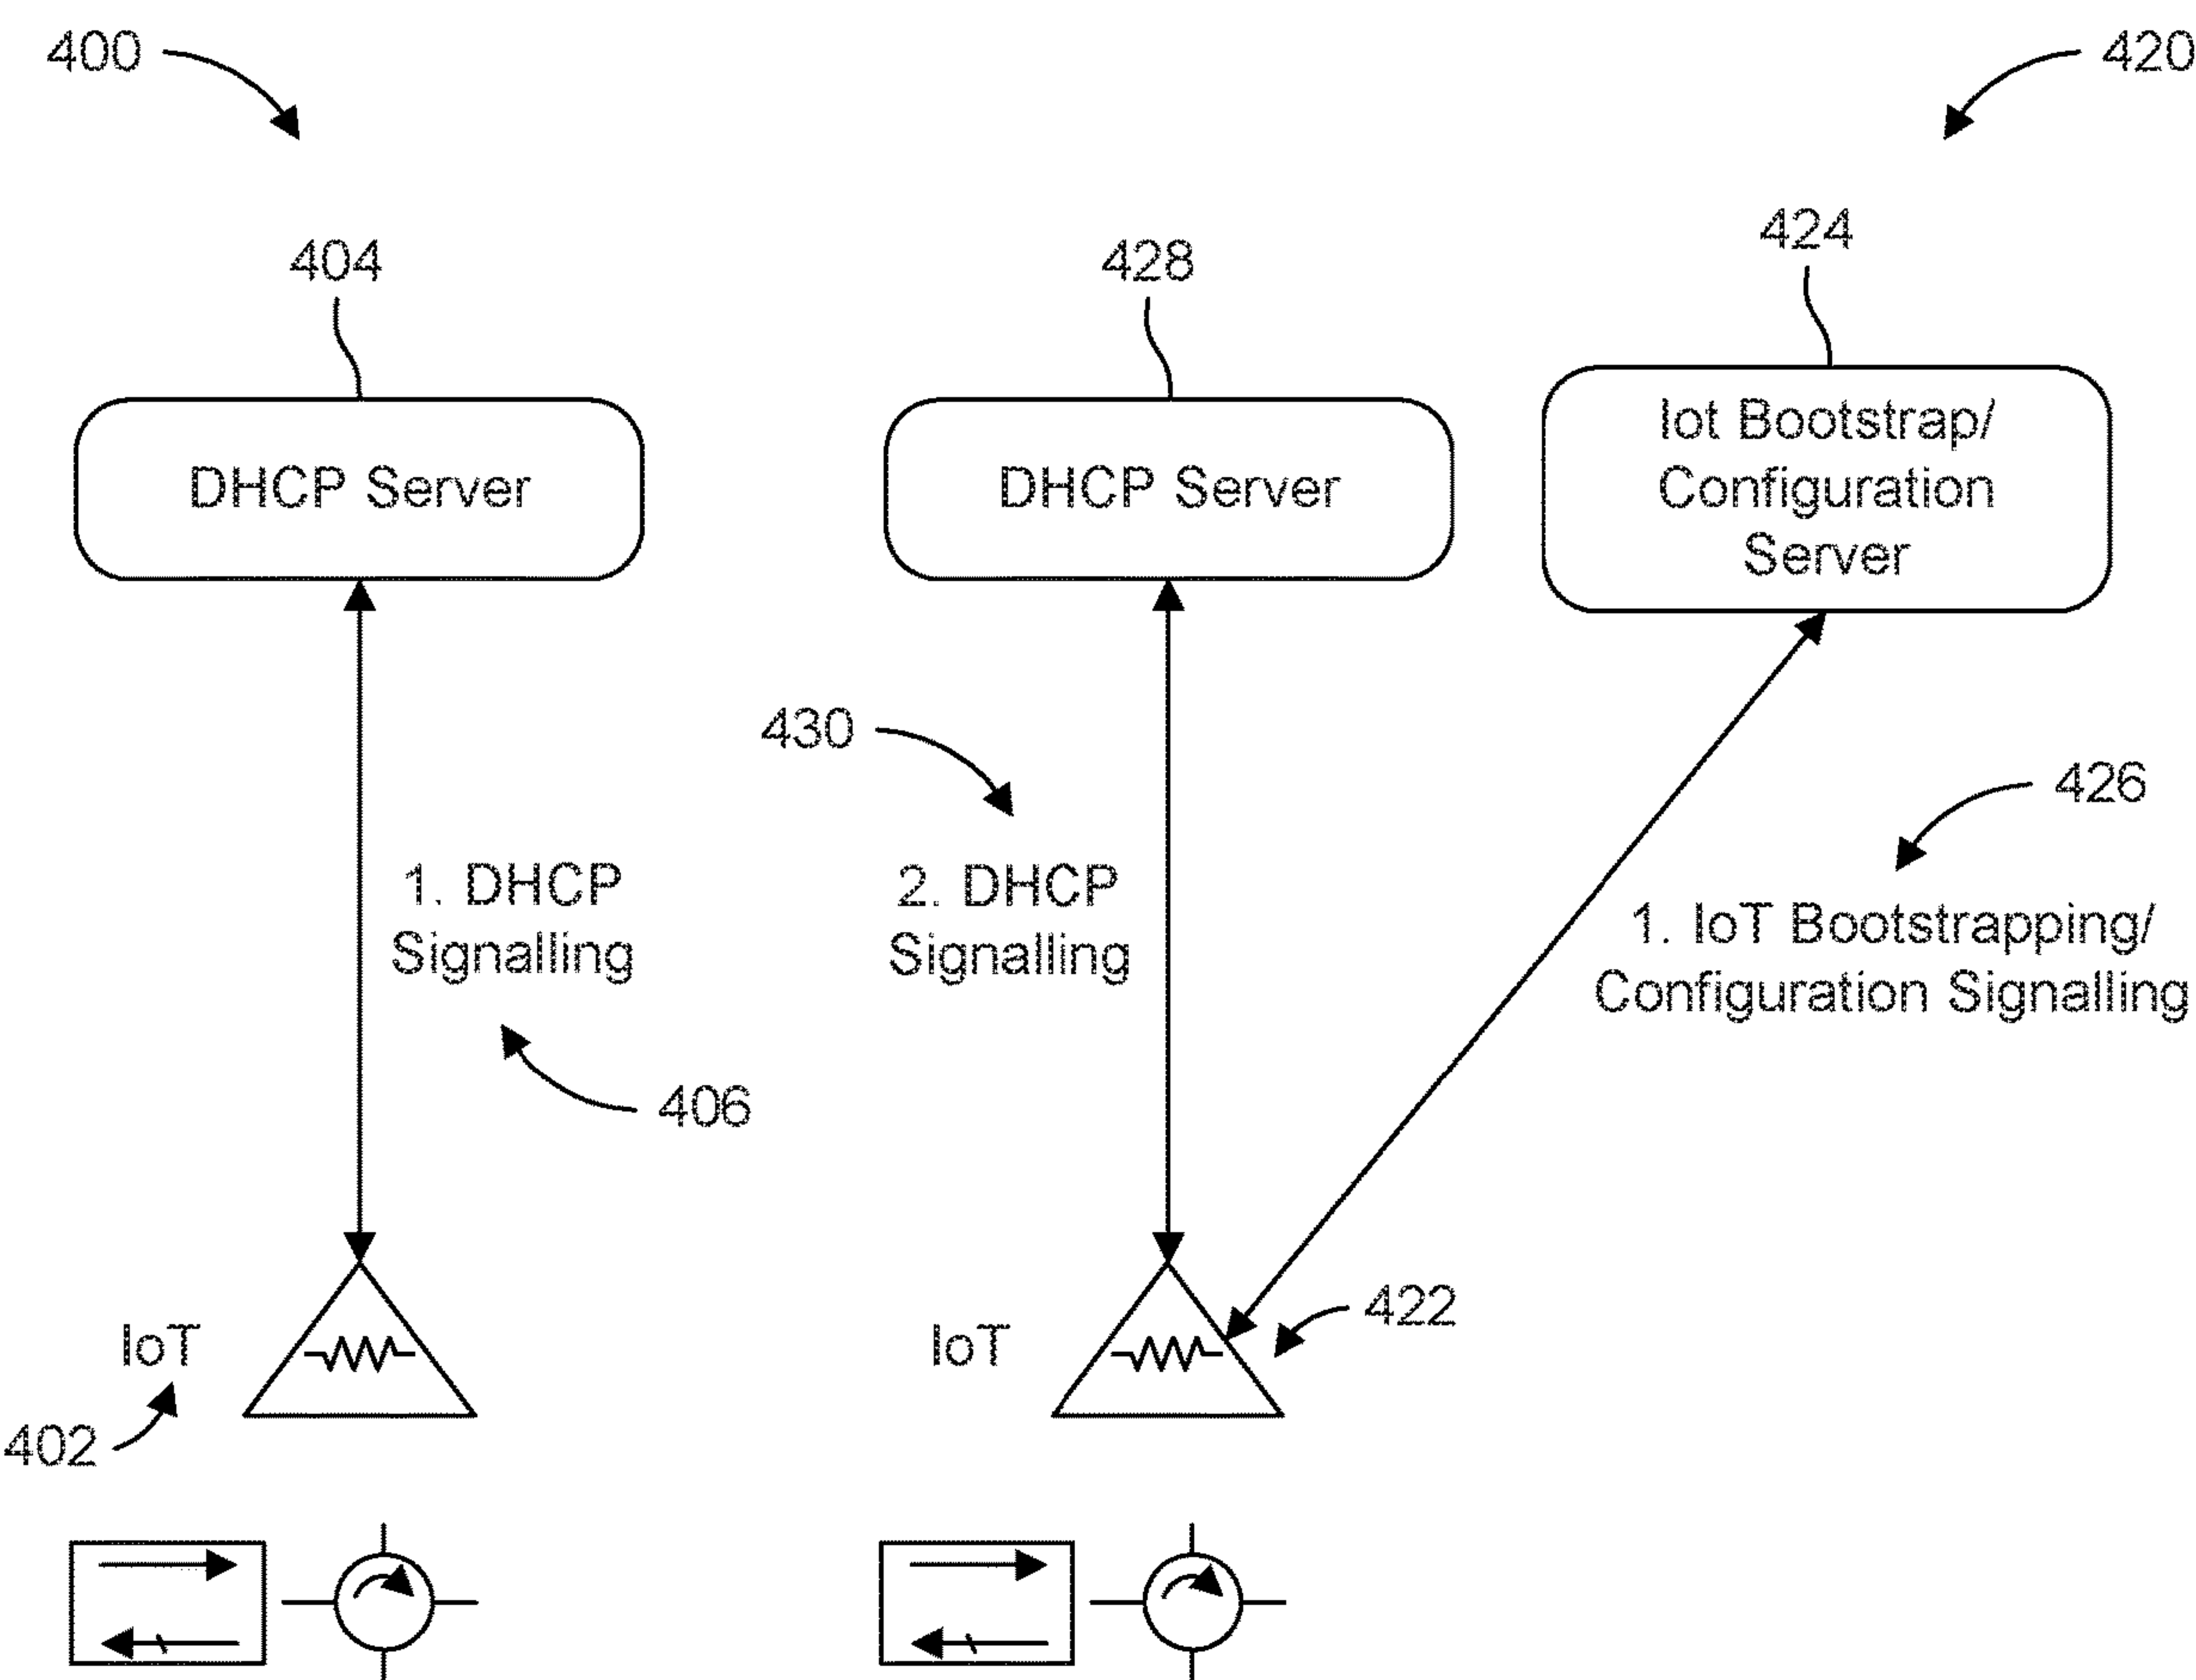 400
420
404
428
424
DHCP Server
DHCP Server
Iot Bootstrap/
Configuration
Server
430
426
1. DHCP
Signalling
2. DHCP
Signalling
1. IoT Bootstrapping/
Configuration Signalling
406
IoT
402
IoT
422